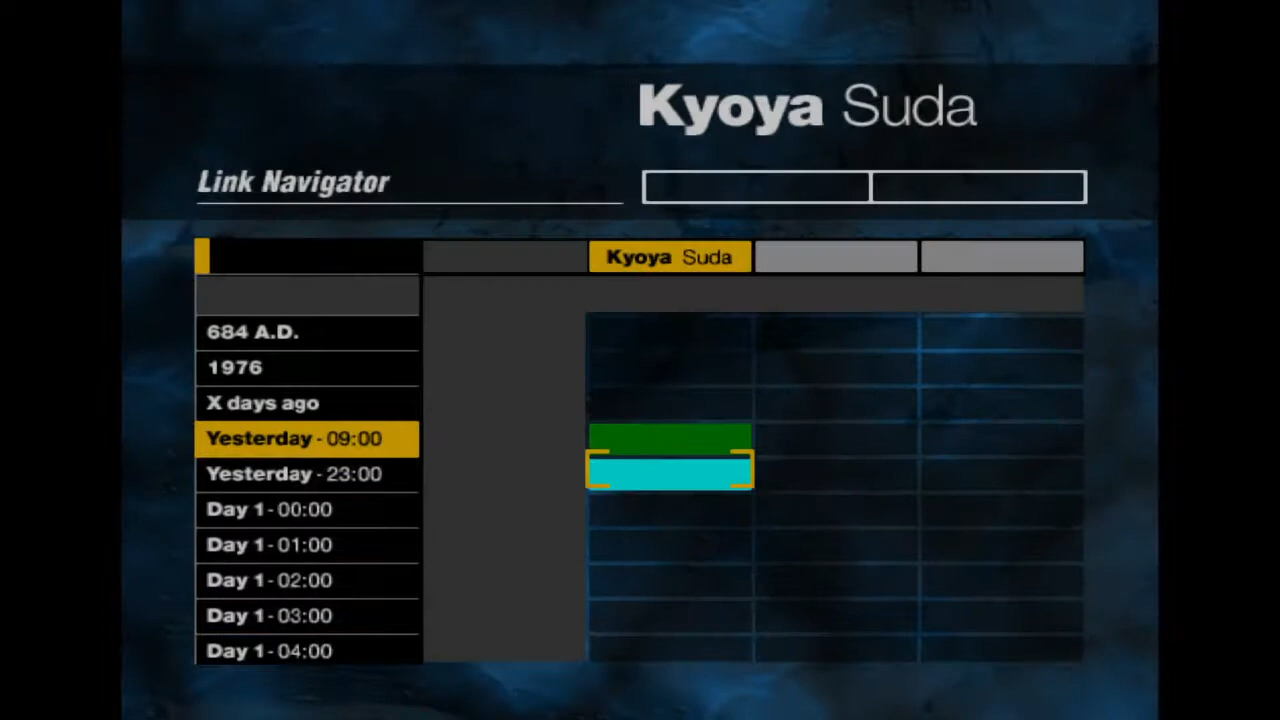 Kyoya Suda
Link Navigator
Kyoya Suda
684 A.D.
1976
X days ago
Yesterday - 09:00
Yesterday - 23:00
Day 1 - 00:00
Day 1 - 01:00
Day 1 - 02:00
Day 1 - 03:00
Day 1 - 04:00